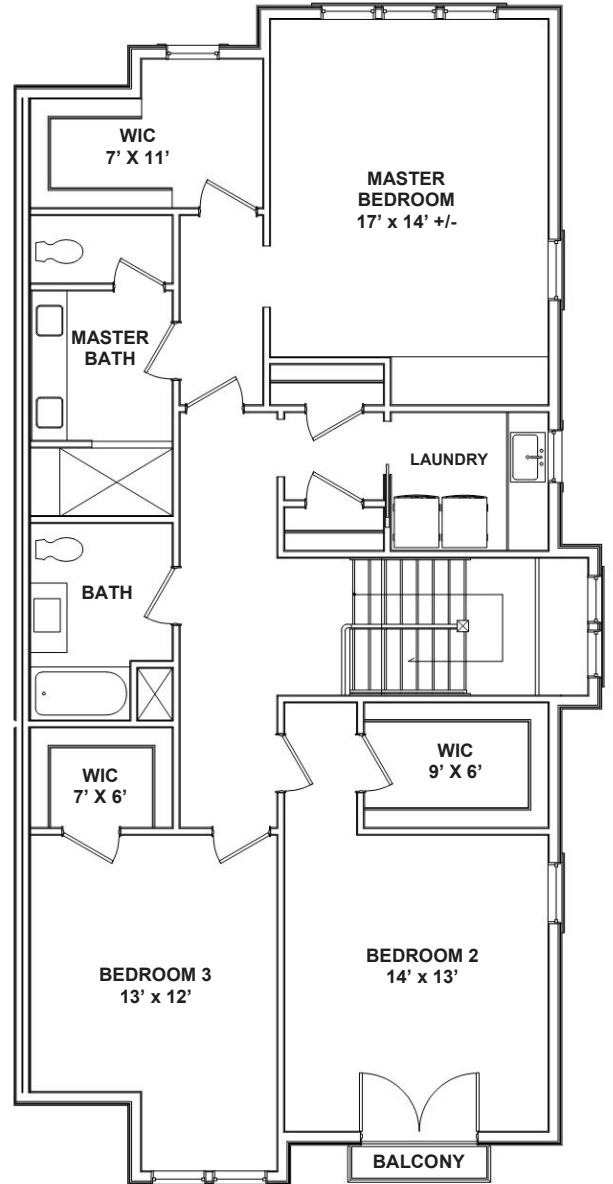 WIC
7’ X 11’
MASTER
BEDROOM
17’ x 14’ +/-
MASTER
BATH
LAUNDRY
BATH
WIC
7’ X 6’
WIC
9’ X 6’
BEDROOM 3
13’ x 12’
BEDROOM 2
14’ x 13’
BALCONY